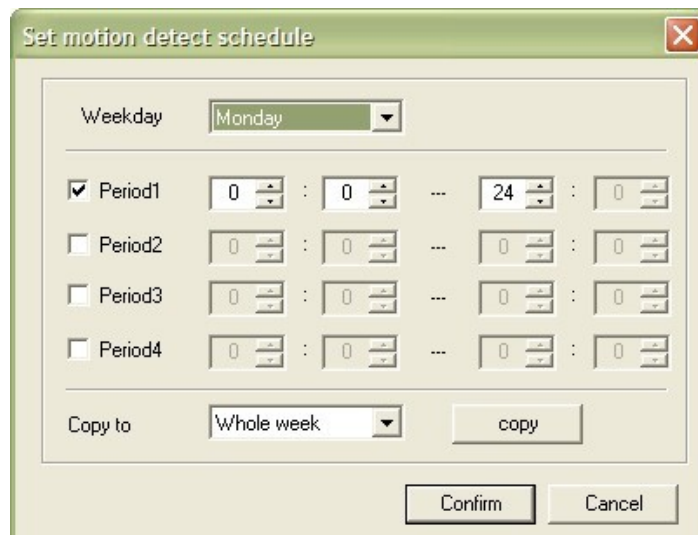 Set motion detect schedule
Weekday Monday
Period1 0 : 0 --- 24 : 0
Period2 0 : 0 --- 0 : 0
Period3 0 : 0 --- 0 : 0
Period4 0 : 0 --- 0 : 0
Copy to Whole week copy
Confirm Cancel